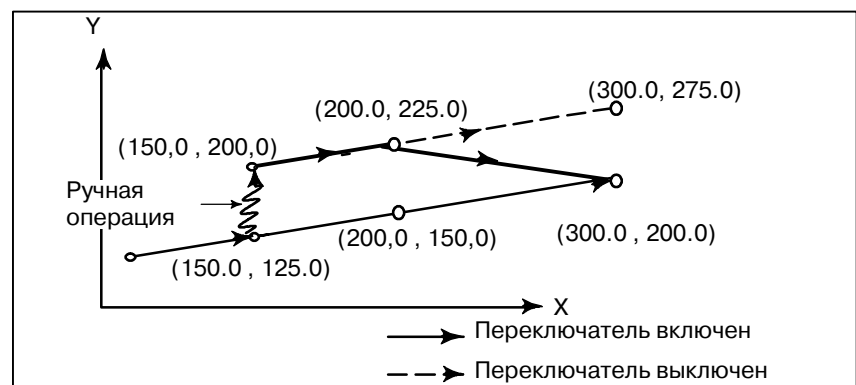 Y
(300.0, 275.0)
(200.0, 225.0)
(150,0 , 200,0)
Ручная
операция
(200,0 , 150,0)
(300.0 , 200.0)
(150.0 , 125.0)
X
Переключатель включен
Переключатель выключен